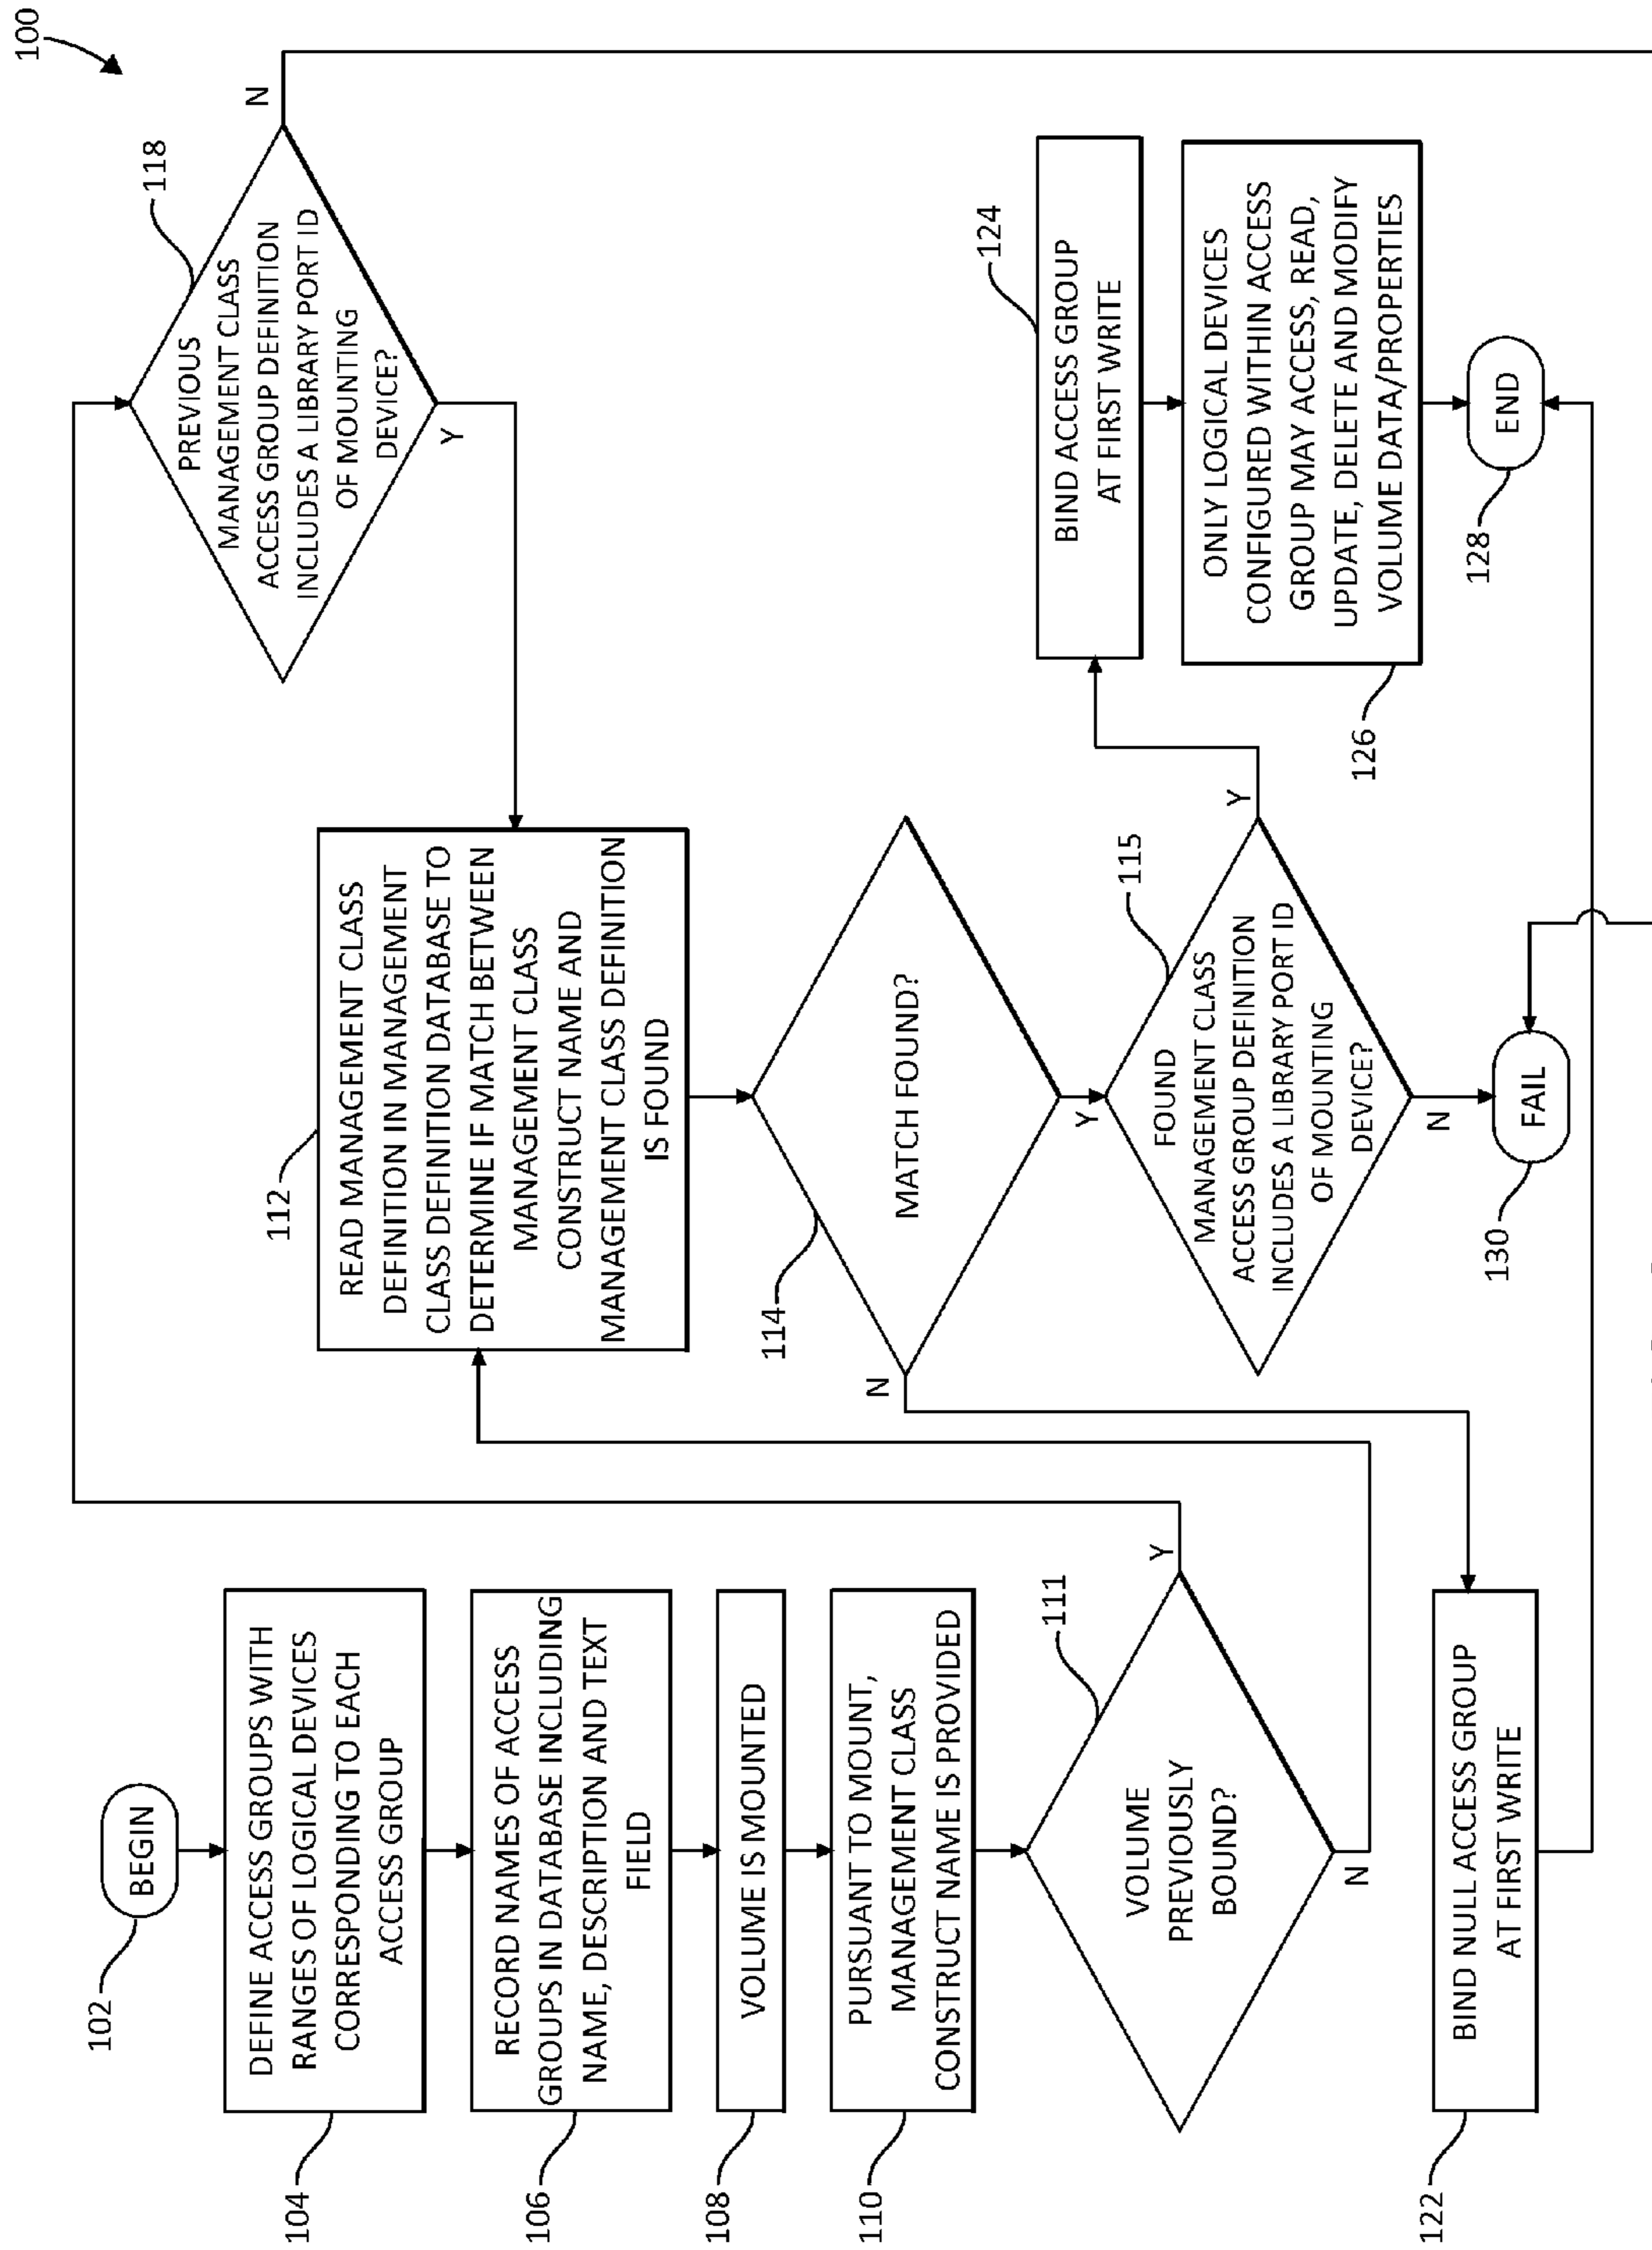 100
102
BEGIN
104
DEFINE ACCESS GROUPS WITH
RANGES OF LOGICAL DEVICES
CORRESPONDING TO EACH
ACCESS GROUP
106
RECORD NAMES OF ACCESS
GROUPS IN DATABASE INCLUDING
NAME, DESCRIPTION AND TEXT
FIELD
108
VOLUME IS MOUNTED
110
PURSUANT TO MOUNT,
MANAGEMENT CLASS
CONSTRUCT NAME IS PROVIDED
111
VOLUME
PREVIOUSLY
BOUND?
Y
N
122
BIND NULL ACCESS GROUP
AT FIRST WRITE
112
READ MANAGEMENT CLASS
DEFINITION IN MANAGEMENT
CLASS DEFINITION DATABASE TO
DETERMINE IF MATCH BETWEEN
MANAGEMENT CLASS
CONSTRUCT NAME AND
MANAGEMENT CLASS DEFINITION
IS FOUND
114
MATCH FOUND?
N
Y
115
FOUND
MANAGEMENT CLASS
ACCESS GROUP DEFINITION
INCLUDES A LIBRARY PORT ID
OF MOUNTING
DEVICE?
Y
N
130
FAIL
118
PREVIOUS
MANAGEMENT CLASS
ACCESS GROUP DEFINITION
INCLUDES A LIBRARY PORT ID
OF MOUNTING
DEVICE?
N
Y
124
BIND ACCESS GROUP
AT FIRST WRITE
126
ONLY LOGICAL DEVICES
CONFIGURED WITHIN ACCESS
GROUP MAY ACCESS, READ,
UPDATE, DELETE AND MODIFY
VOLUME DATA/PROPERTIES
128
END